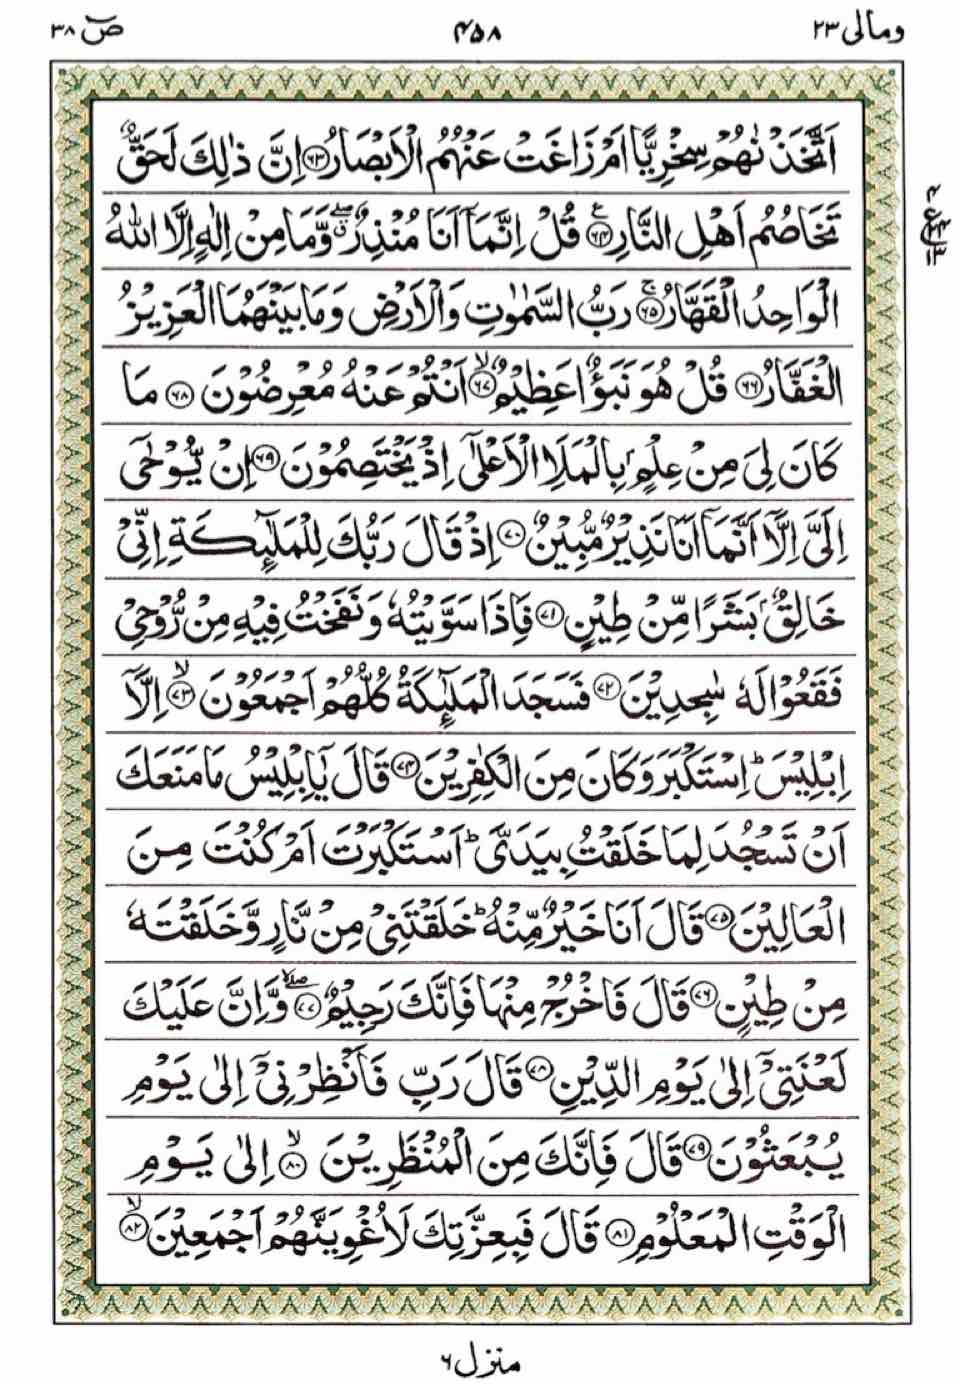 ومالی ٢٣ ۴۵۸ صٓ ٣٨
اَتَّخَذْنٰهُمْ سِخْرِيًّا اَمْ زَاغَتْ عَنْهُمُ الْاَبْصَارُ ﴿۶۳﴾ اِنَّ ذٰلِكَ لَحَقٌّ
تَخَاصُمُ اَهْلِ النَّارِ ﴿۶۴﴾ۧ قُلْ اِنَّمَاۤ اَنَا مُنْذِرٌ ۖۗ وَّمَا مِنْ اِلٰهٍ اِلَّا اللّٰهُ
الْوَاحِدُ الْقَهَّارُ ﴿۶۵﴾ۚ رَبُّ السَّمٰوٰتِ وَالْاَرْضِ وَمَا بَيْنَهُمَا الْعَزِيْزُ
الْغَفَّارُ ﴿۶۶﴾ قُلْ هُوَ نَبَؤٌا عَظِيْمٌ ﴿۶۷﴾ۙ اَنْتُمْ عَنْهُ مُعْرِضُوْنَ ﴿۶۸﴾ مَا
كَانَ لِيَ مِنْ عِلْمٍۭ بِالْمَلَاِ الْاَعْلٰۤى اِذْ يَخْتَصِمُوْنَ ﴿۶۹﴾ اِنْ يُّوْحٰۤى
اِلَيَّ اِلَّاۤ اَنَّمَاۤ اَنَا نَذِيْرٌ مُّبِيْنٌ ﴿۷۰﴾ اِذْ قَالَ رَبُّكَ لِلْمَلٰٓئِكَةِ اِنِّيْ
خَالِقٌۢ بَشَرًا مِّنْ طِيْنٍ ﴿۷۱﴾ فَاِذَا سَوَّيْتُهٗ وَنَفَخْتُ فِيْهِ مِنْ رُّوْحِيْ
فَقَعُوْا لَهٗ سٰجِدِيْنَ ﴿۷۲﴾ فَسَجَدَ الْمَلٰٓئِكَةُ كُلُّهُمْ اَجْمَعُوْنَ ﴿۷۳﴾ۙ اِلَّاۤ
اِبْلِيْسَ ؕ اِسْتَكْبَرَ وَكَانَ مِنَ الْكٰفِرِيْنَ ﴿۷۴﴾ قَالَ يٰۤاِبْلِيْسُ مَا مَنَعَكَ
اَنْ تَسْجُدَ لِمَا خَلَقْتُ بِيَدَيَّ ؕ اَسْتَكْبَرْتَ اَمْ كُنْتَ مِنَ
الْعَالِيْنَ ﴿۷۵﴾ قَالَ اَنَا خَيْرٌ مِّنْهُ ؕ خَلَقْتَنِيْ مِنْ نَّارٍ وَّخَلَقْتَهٗ
مِنْ طِيْنٍ ﴿۷۶﴾ قَالَ فَاخْرُجْ مِنْهَا فَاِنَّكَ رَجِيْمٌ ﴿۷۷﴾ۖۙ وَّاِنَّ عَلَيْكَ
لَعْنَتِيْۤ اِلٰى يَوْمِ الدِّيْنِ ﴿۷۸﴾ قَالَ رَبِّ فَاَنْظِرْنِيْۤ اِلٰى يَوْمِ
يُبْعَثُوْنَ ﴿۷۹﴾ قَالَ فَاِنَّكَ مِنَ الْمُنْظَرِيْنَ ﴿۸۰﴾ۙ اِلٰى يَوْمِ
الْوَقْتِ الْمَعْلُوْمِ ﴿۸۱﴾ قَالَ فَبِعِزَّتِكَ لَاُغْوِيَنَّهُمْ اَجْمَعِيْنَ ﴿۸۲﴾ۙ
۴
ع
۱۳
منزل ۶